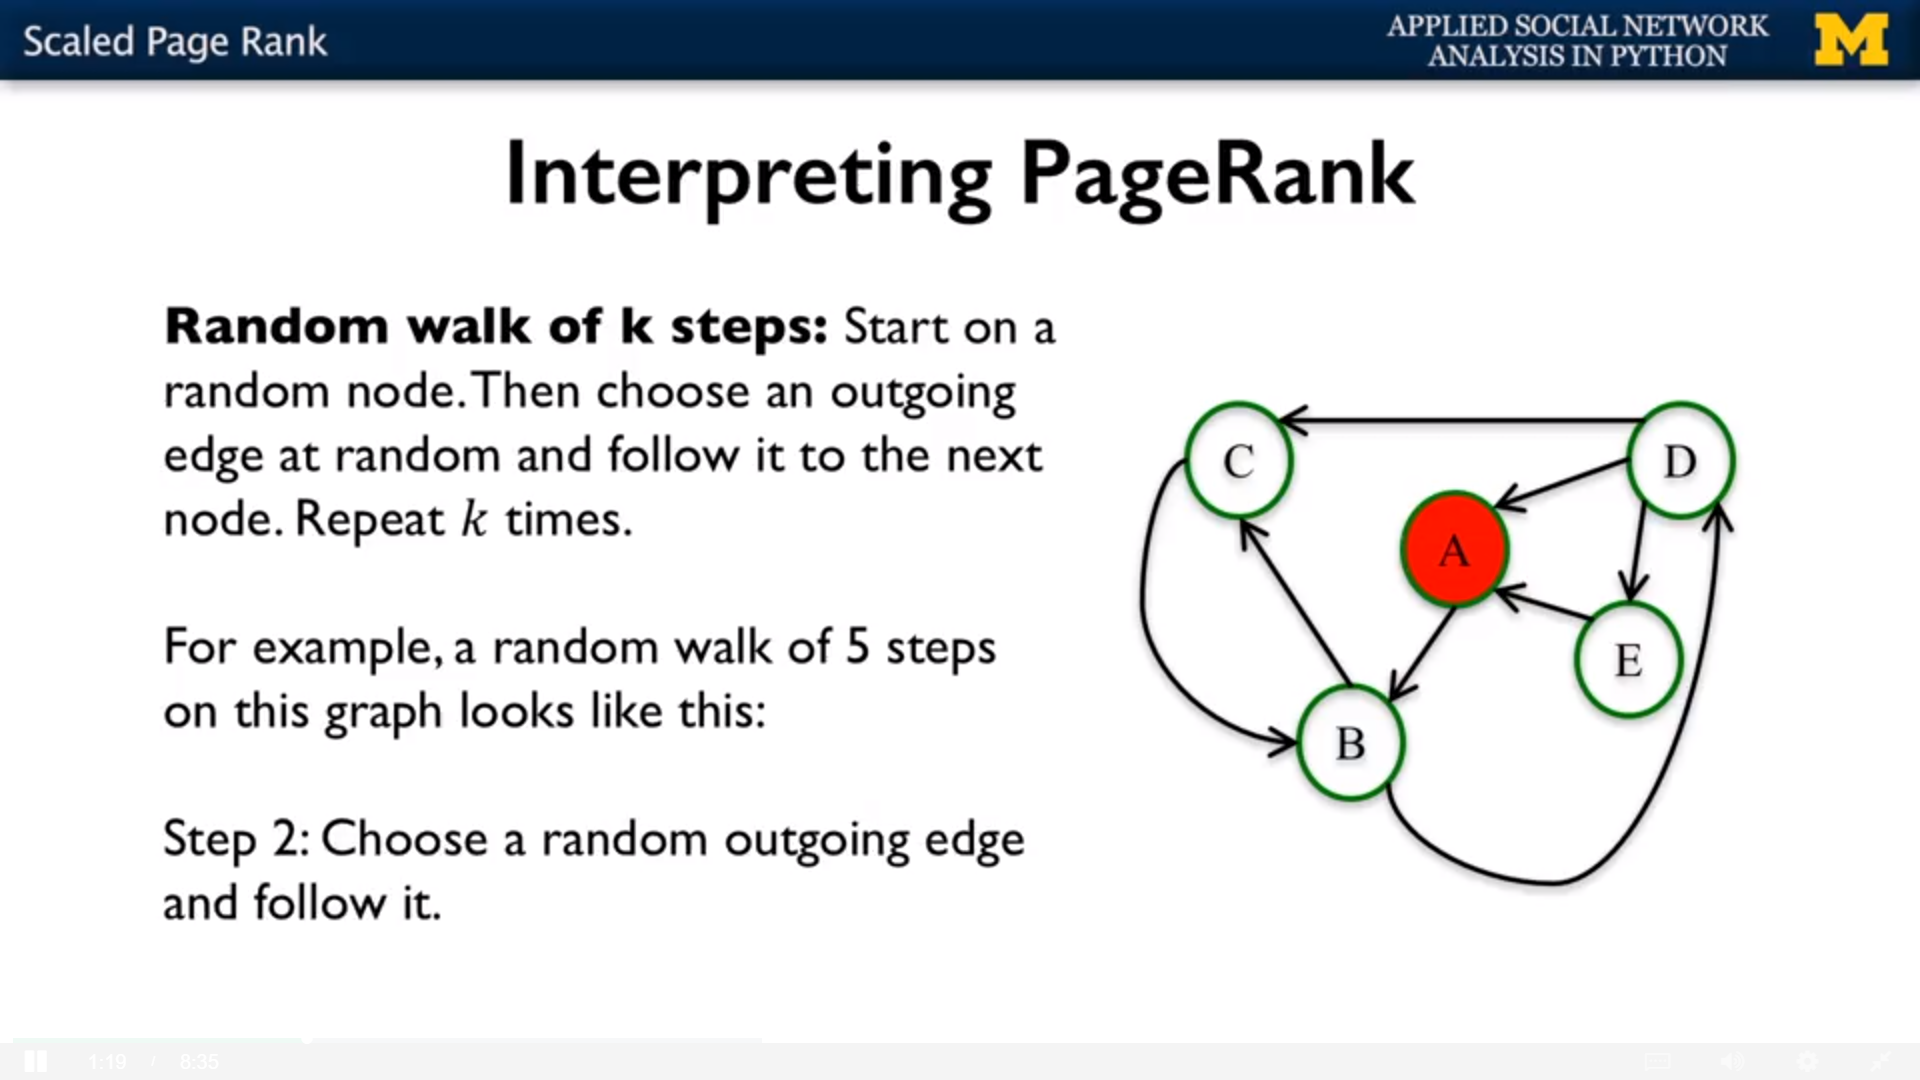 Scaled Page Rank
APPLIED SOCIAL NETWORK
ANALYSIS IN PYTHON
M
Interpreting PageRank
Random walk of k steps: Start on a
random node. Then choose an outgoing
edge at random and follow it to the next
node. Repeat k times.
For example, a random walk of 5 steps
on this graph looks like this:
Step 2: Choose a random outgoing edge
and follow it.
C
D
A
E
B
1:19 / 8:35